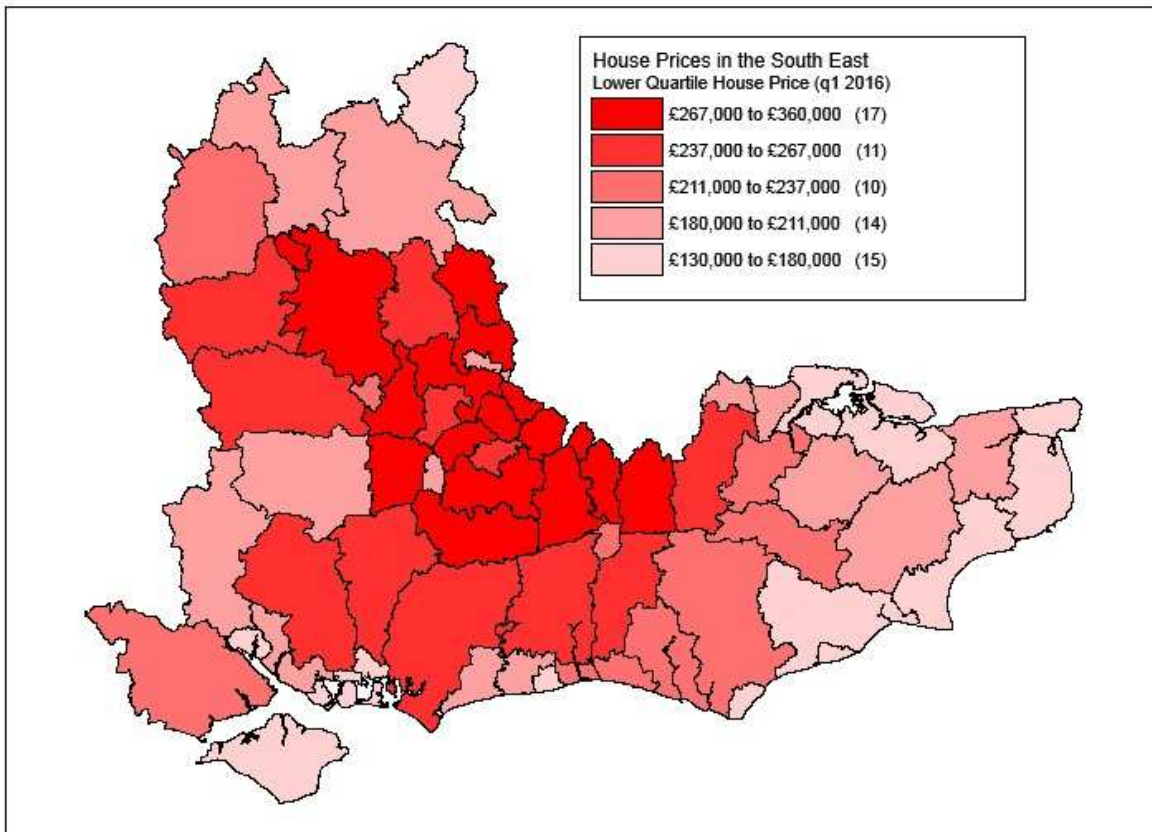 House Prices in the South East
Lower Quartile House Price (q1 2016)
£267,000 to £360,000 (17)
£237,000 to £267,000 (11)
£211,000 to £237,000 (10)
£180,000 to £211,000 (14)
£130,000 to £180,000 (15)